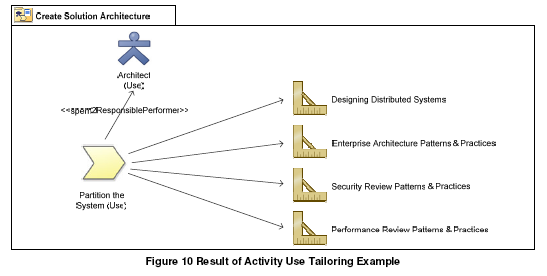 Create Solution Architecture
Architect
(Use)
<<spem2ResponsiblePerformer>>
Designing Distributed Systems
Enterprise Architecture Patterns & Practices
Partition the
System (Use)
Security Review Patterns & Practices
Performance Review Patterns & Practices
Figure 10 Result of Activity Use Tailoring Example